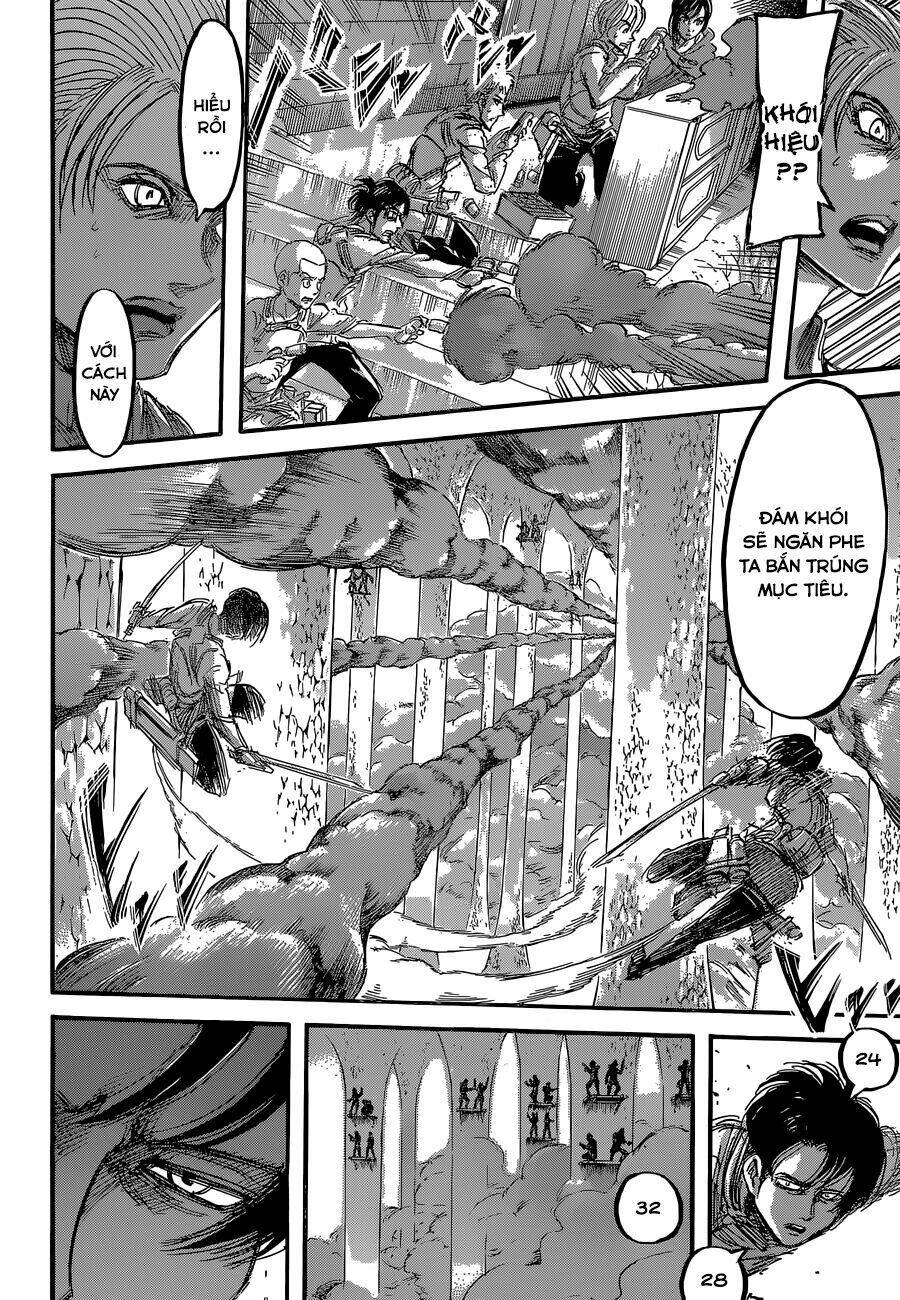 KHÓI
HIỆU
??
HIỂU
RỒI
...
VỚI
CÁCH
NÀY
ĐÁM KHÓI
SẼ NGĂN PHE
TA BẮN TRÚNG
MỤC TIÊU.
24
28
32